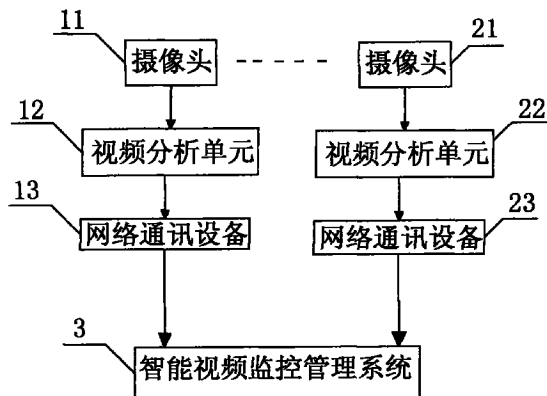 11
摄像头
21
摄像头
12
视频分析单元
22
视频分析单元
13
网络通讯设备
23
网络通讯设备
3
智能视频监控管理系统